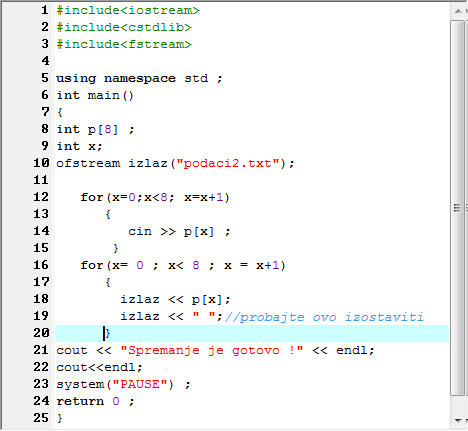 1 #include<iostream>
2 #include<cstdlib>
3 #include<fstream>
4
5 using namespace std ;
6 int main()
7 {
8 int p[8] ;
9 int x;
10 ofstream izlaz("podaci2.txt");
11
12 for(x=0;x<8; x=x+1)
13 {
14 cin >> p[x] ;
15 }
16 for(x= 0 ; x< 8 ; x = x+1)
17 {
18 izlaz << p[x];
19 izlaz << " ";//probajte ovo izostaviti
20 }
21 cout << "Spremanje je gotovo !" << endl;
22 cout<<endl;
23 system("PAUSE") ;
24 return 0 ;
25 }